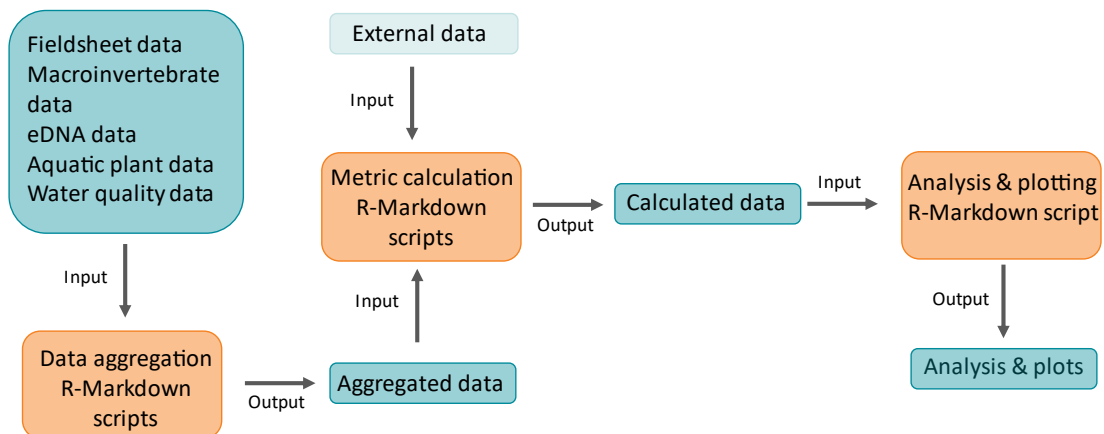 Fieldsheet data
Macroinvertebrate
data
eDNA data
Aquatic plant data
Water quality data
Input
Data aggregation
R-Markdown
scripts
Output
Aggregated data
Input
External data
Input
Metric calculation
R-Markdown
scripts
Output
Calculated data
Input
Analysis & plotting
R-Markdown script
Output
Analysis & plots